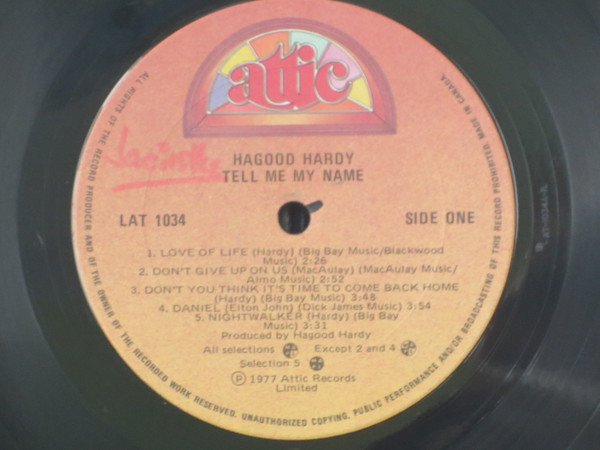 attic
HAGOOD HARDY
TELL ME MY NAME
LAT 1034
SIDE ONE
1. LOVE OF LIFE (Hardy) (Big Bay Music/Blackwood
Music) 2:26
2. DON'T GIVE UP ON US (MacAulay) (MacAulay Music/
Almo Music) 2:52
3. DON'T YOU THINK IT'S TIME TO COME BACK HOME
(Hardy) (Big Bay Music) 3:48
4. DANIEL (Elton John) (Dick James Music) 3:54
5. NIGHTWALKER (Hardy) (Big Bay
Music) 3:31
Produced by Hagood Hardy
All selections Except 2 and 4
Selection 5
Ⓟ 1977 Attic Records
Limited
ALL RIGHTS OF THE RECORD PRODUCER AND OF THE OWNER OF THE RECORDED WORK RESERVED. UNAUTHORIZED COPYING, PUBLIC PERFORMANCE AND/OR BROADCASTING OF THIS RECORD PROHIBITED MADE IN CANADA.